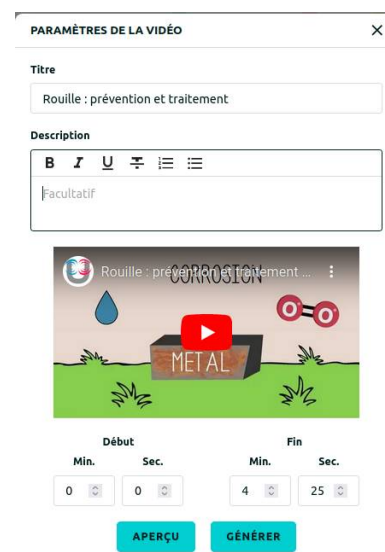 PARAMÈTRES DE LA VIDÉO
Titre
Rouille : prévention et traitement
Description
B I U T
Facultatif
Rouille : prévention et traitement ...
CORROSION
O=O
METAL
Début Fin
Min. Sec. Min. Sec.
0 0 4 25
APERÇU GÉNÉRER